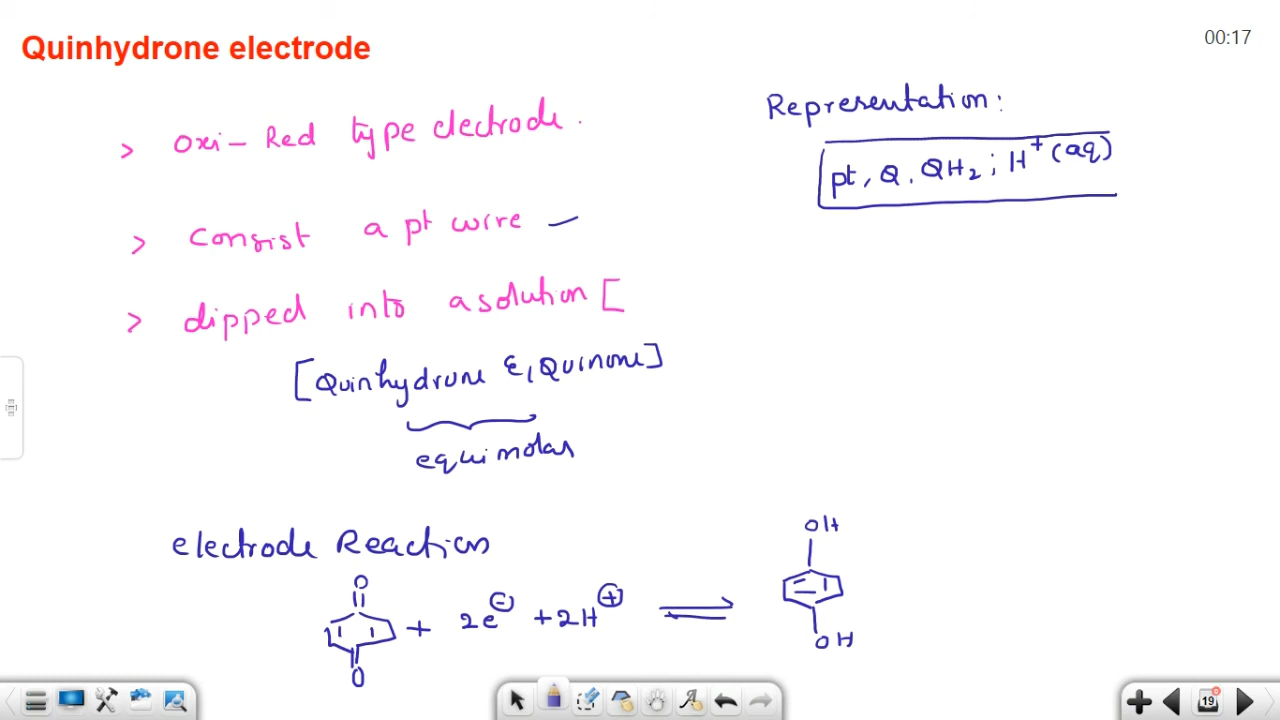 Quinhydrone electrode
00:17
> oxi - Red type electrode.
> consist a pt wire –
> dipped into a solution [
[Quinhydrone & Quinone]
equimolar
Representation:
pt, Q, QH2 ; H+ (aq)
electrode Reaction
O
+ 2e⊖ + 2H⊕ ⇌
O
OH
OH
19